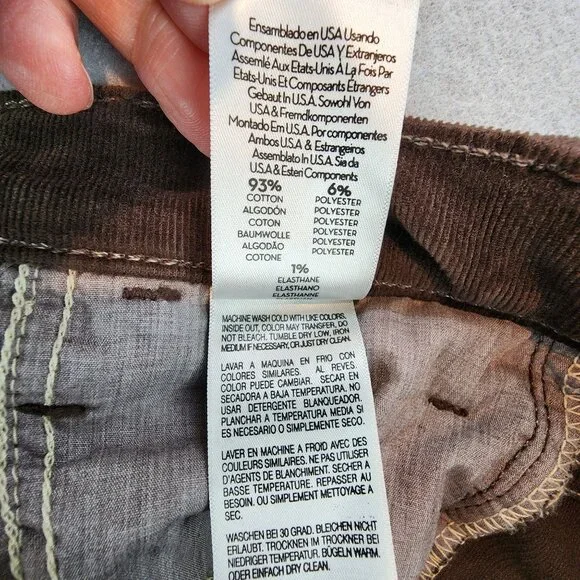 Ensamblado en USA Usando
Componentes De USA Y Extranjeros
Assemlé Aux Etats-Unis À La Fois Par
Etats-Unis Et Composants Etranges
Gebaut In U.S.A. Sowohl Von
USA & Fremdkomponenten
Montado Em U.S.A. Por componentes
Ambos U.S.A & Estrangeiros
Assemblato In U.S.A. Sia da
U.S.A & Esteri Components
93% 6%
COTTON POLYESTER
ALGODÓN POLYESTER
COTON POLYESTER
BAUMWOLLE POLYESTER
ALGODÃO POLYESTER
COTONE POLYESTER
1%
ELASTHANE
ELASTHANO
ELASTHANNE
MACHINE WASH COLD WITH LIKE COLORS,
INSIDE OUT, COLOR MAY TRANSFER, DO
NOT BLEACH. TUMBLE DRY LOW, IRON
MEDIUM IF NECESSARY, OR JUST DRY CLEAN.
LAVAR A MAQUINA EN FRIO CON
COLORES SIMILARES. AL REVES
COLOR PUEDE CAMBIAR. SECAR EN
SECADORA A BAJA TEMPERATURA. NO
USAR DETERGENTE BLANQUEADOR.
PLANCHAR A TEMPERATURA MEDIA SI
ES NECESARIO O SIMPLEMENTE SECO.
LAVER EN MACHINE A FROID AVEC DES
COULEURS SIMILAIRES. NE PAS UTILISER
D'AGENTS DE BLANCHIMENT. SECHER A
BASSE TEMPERATURE. REPASSER AU
BESOIN, OU SIMPLEMENT METTOYAGE A
SEC.
WASCHEN BEI 30 GRAD. BLEICHEN NICHT
ERLAUBT. TROCKNEN IM TROCKNER BEI
NIEDRIGER TEMPERATUR. BÜGELN WARM.
ODER EINFACH DRY CLEAN.